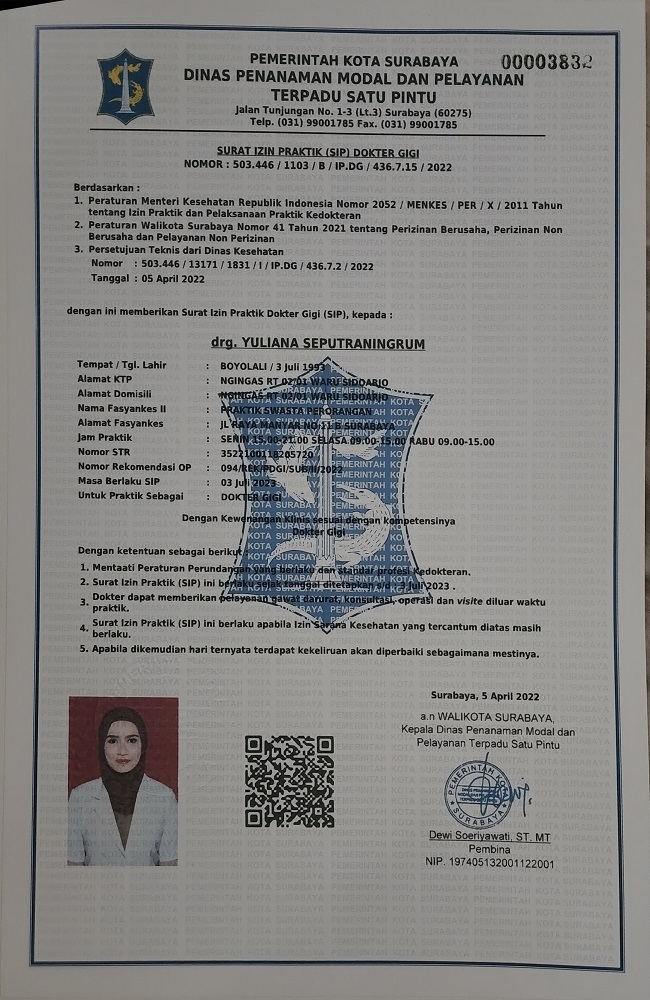 PEMERINTAH KOTA SURABAYA
00003832
DINAS PENANAMAN MODAL DAN PELAYANAN
TERPADU SATU PINTU
Jalan Tunjungan No. 1-3 (Lt.3) Surabaya (60275)
Telp. (031) 99001785 Fax. (031) 99001785
SURAT IZIN PRAKTIK (SIP) DOKTER GIGI
NOMOR : 503.446 / 1103 / B / IP.DG / 436.7.15 / 2022
Berdasarkan :
1. Peraturan Menteri Kesehatan Republik Indonesia Nomor 2052 / MENKES / PER / X / 2011 Tahun
tentang Izin Praktik dan Pelaksanaan Praktik Kedokteran
2. Peraturan Walikota Surabaya Nomor 41 Tahun 2021 tentang Perizinan Berusaha, Perizinan Non
Berusaha dan Pelayanan Non Perizinan
3. Persetujuan Teknis dari Dinas Kesehatan
Nomor : 503.446 / 13171 / 1831 / I / IP.DG / 436.7.2 / 2022
Tanggal : 05 April 2022
dengan ini memberikan Surat Izin Praktik Dokter Gigi (SIP), kepada :
drg. YULIANA SEPUTRANINGRUM
Tempat / Tgl. Lahir : BOYOLALI / 3 Juli 1993
Alamat KTP : NGINGAS RT 02/01 WARU SIDOARJO
Alamat Domisili : NGINGAS RT 02/01 WARU SIDOARJO
Nama Fasyankes II : PRAKTIK SWASTA PERORANGAN
Alamat Fasyankes : JL RAYA MANYAR NO.11 B SURABAYA
Jam Praktik : SENIN 15.00-21.00 SELASA 09.00-15.00 RABU 09.00-15.00
Nomor STR : 3522100118205720
Nomor Rekomendasi OP : 094/REK/PDGI/SUB/II/2022
Masa Berlaku SIP : 03 Juli 2023
Untuk Praktik Sebagai : DOKTER GIGI
Dengan Kewenangan Klinis sesuai dengan kompetensinya
Dokter Gigi
Dengan ketentuan sebagai berikut
1. Mentaati Peraturan Perundangan yang berlaku dan standar profesi Kedokteran.
2. Surat Izin Praktik (SIP) ini berlaku sejak tanggal ditetapkan s/d : 3 Juli 2023 .
3. Dokter dapat memberikan pelayanan gawat darurat, konsultasi, operasi dan visite diluar waktu
praktik.
4. Surat Izin Praktik (SIP) ini berlaku apabila Izin Sarana Kesehatan yang tercantum diatas masih
berlaku.
5. Apabila dikemudian hari ternyata terdapat kekeliruan akan diperbaiki sebagaimana mestinya.
Surabaya, 5 April 2022
a.n WALIKOTA SURABAYA,
Kepala Dinas Penanaman Modal dan
Pelayanan Terpadu Satu Pintu
PEMERINTAH KOTA
SURABAYA
Dewi Soeriyawati, ST. MT
Pembina
NIP. 197405132001122001